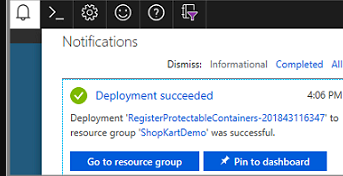 Notifications
Dismiss: Informational Completed All
Deployment succeeded 4:06 PM
Deployment 'RegisterProtectableContainers-201843116347' to
resource group 'ShopKartDemo' was successful.
Go to resource group Pin to dashboard